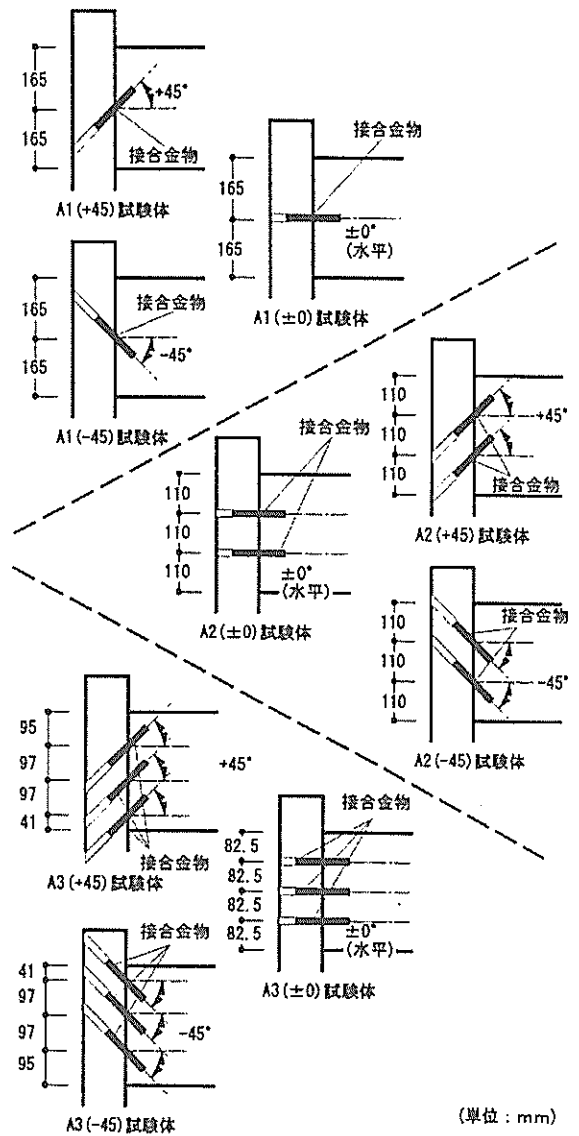 165
165
+45°
接合金物
A1(+45)試験体
接合金物
165
165
±0°
(水平)
A1(±0)試験体
165
165
接合金物
-45°
A1(-45)試験体
接合金物
110
110
110
±0°
(水平)
A2(±0)試験体
110
110
110
+45°
接合金物
A2(+45)試験体
接合金物
110
110
110
-45°
A2(-45)試験体
95
97
97
41
+45°
接合金物
A3(+45)試験体
接合金物
82.5
82.5
82.5
82.5
±0°
(水平)
A3(±0)試験体
接合金物
41
97
97
95
-45°
A3(-45)試験体
(単位：mm)